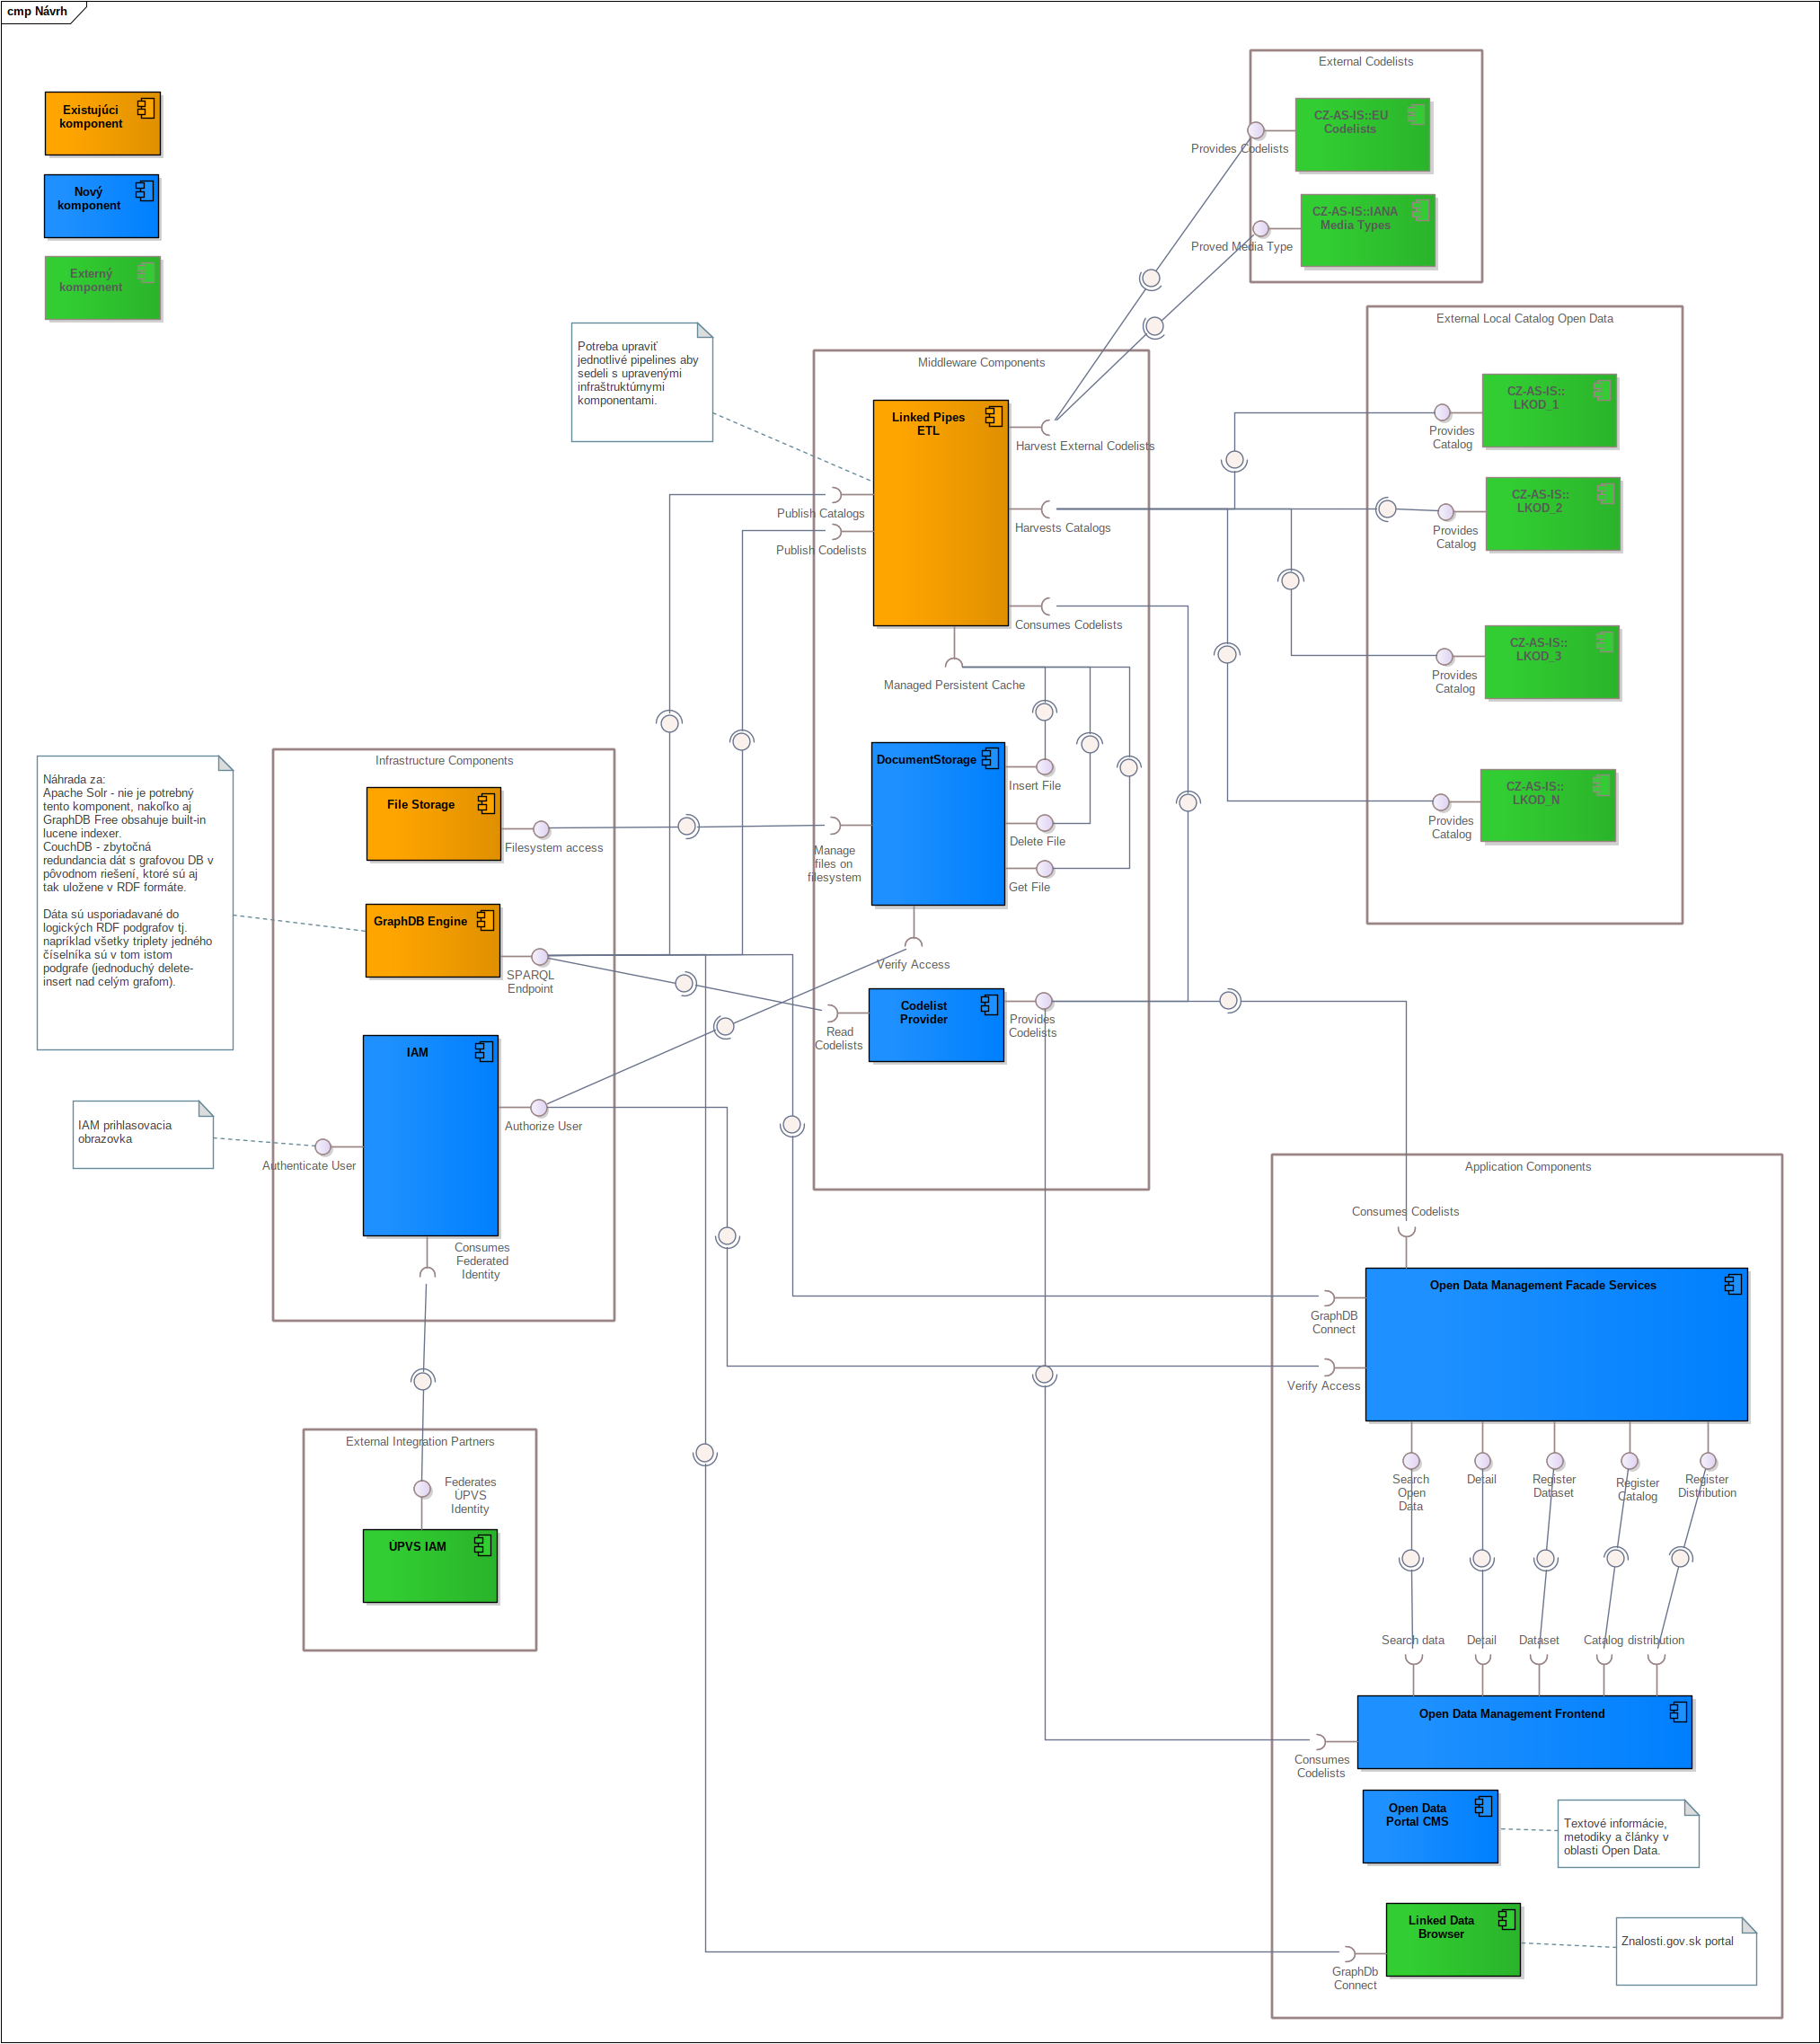 cmp Návrh
Existujúci
komponent
Nový
komponent
Externý
komponent
External Codelists
CZ-AS-IS::EU
Codelists
Provides Codelists
CZ-AS-IS::IANA
Media Types
Proved Media Type
External Local Catalog Open Data
CZ-AS-IS::
LKOD_1
Provides
Catalog
CZ-AS-IS::
LKOD_2
Provides
Catalog
CZ-AS-IS::
LKOD_3
Provides
Catalog
CZ-AS-IS::
LKOD_N
Provides
Catalog
Potreba upraviť
jednotlivé pipelines aby
sedeli s upravenými
infraštruktúrnymi
komponentami.
Middleware Components
Linked Pipes
ETL
Harvest External Codelists
Publish Catalogs
Harvests Catalogs
Publish Codelists
Consumes Codelists
Managed Persistent Cache
DocumentStorage
Insert File
Delete File
Get File
Manage
files on
filesystem
Verify Access
Codelist
Provider
Provides
Codelists
Read
Codelists
Infrastructure Components
File Storage
Filesystem access
GraphDB Engine
SPARQL
Endpoint
IAM
Authorize User
Authenticate User
Consumes
Federated
Identity
Náhrada za:
Apache Solr - nie je potrebný
tento komponent, nakoľko aj
GraphDB Free obsahuje built-in
lucene indexer.
CouchDB - zbytočná
redundancia dát s grafovou DB v
pôvodnom riešení, ktoré sú aj
tak uložene v RDF formáte.
Dáta sú usporiadavané do
logických RDF podgrafov tj.
napríklad všetky triplety jedného
číselníka sú v tom istom
podgrafe (jednoduchý delete-
insert nad celým grafom).
IAM prihlasovacia
obrazovka
External Integration Partners
Federates
ÚPVS
Identity
ÚPVS IAM
Application Components
Consumes Codelists
Open Data Management Facade Services
GraphDB
Connect
Verify Access
Search
Open
Data
Detail
Register
Dataset
Register
Catalog
Register
Distribution
Search data
Detail
Dataset
Catalog
distribution
Open Data Management Frontend
Consumes
Codelists
Open Data
Portal CMS
Textové informácie,
metodiky a články v
oblasti Open Data.
Linked Data
Browser
GraphDb
Connect
Znalosti.gov.sk portal